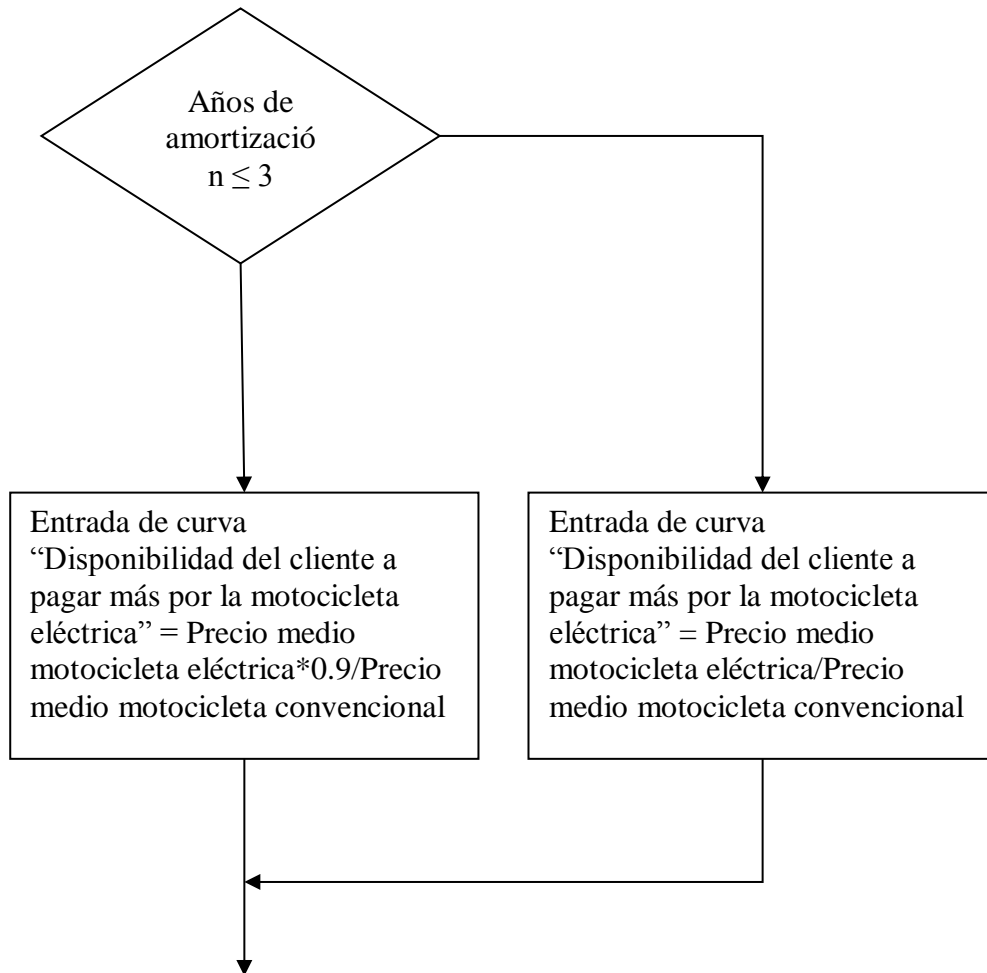 Años de
amortizació
n ≤ 3
Entrada de curva
“Disponibilidad del cliente a
pagar más por la motocicleta
eléctrica” = Precio medio
motocicleta eléctrica*0.9/Precio
medio motocicleta convencional
Entrada de curva
“Disponibilidad del cliente a
pagar más por la motocicleta
eléctrica” = Precio medio
motocicleta eléctrica/Precio
medio motocicleta convencional